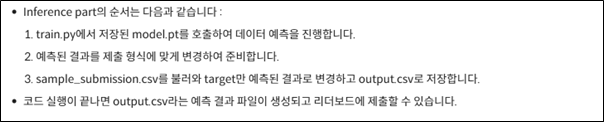 • Inference part의 순서는 다음과 같습니다 :
1. train.py에서 저장된 model.pt를 호출하여 데이터 예측을 진행합니다.
2. 예측된 결과를 제출 형식에 맞게 변경하여 준비합니다.
3. sample_submission.csv를 불러와 target만 예측된 결과로 변경하고 output.csv로 저장합니다.
• 코드 실행이 끝나면 output.csv라는 예측 결과 파일이 생성되고 리더보드에 제출할 수 있습니다.